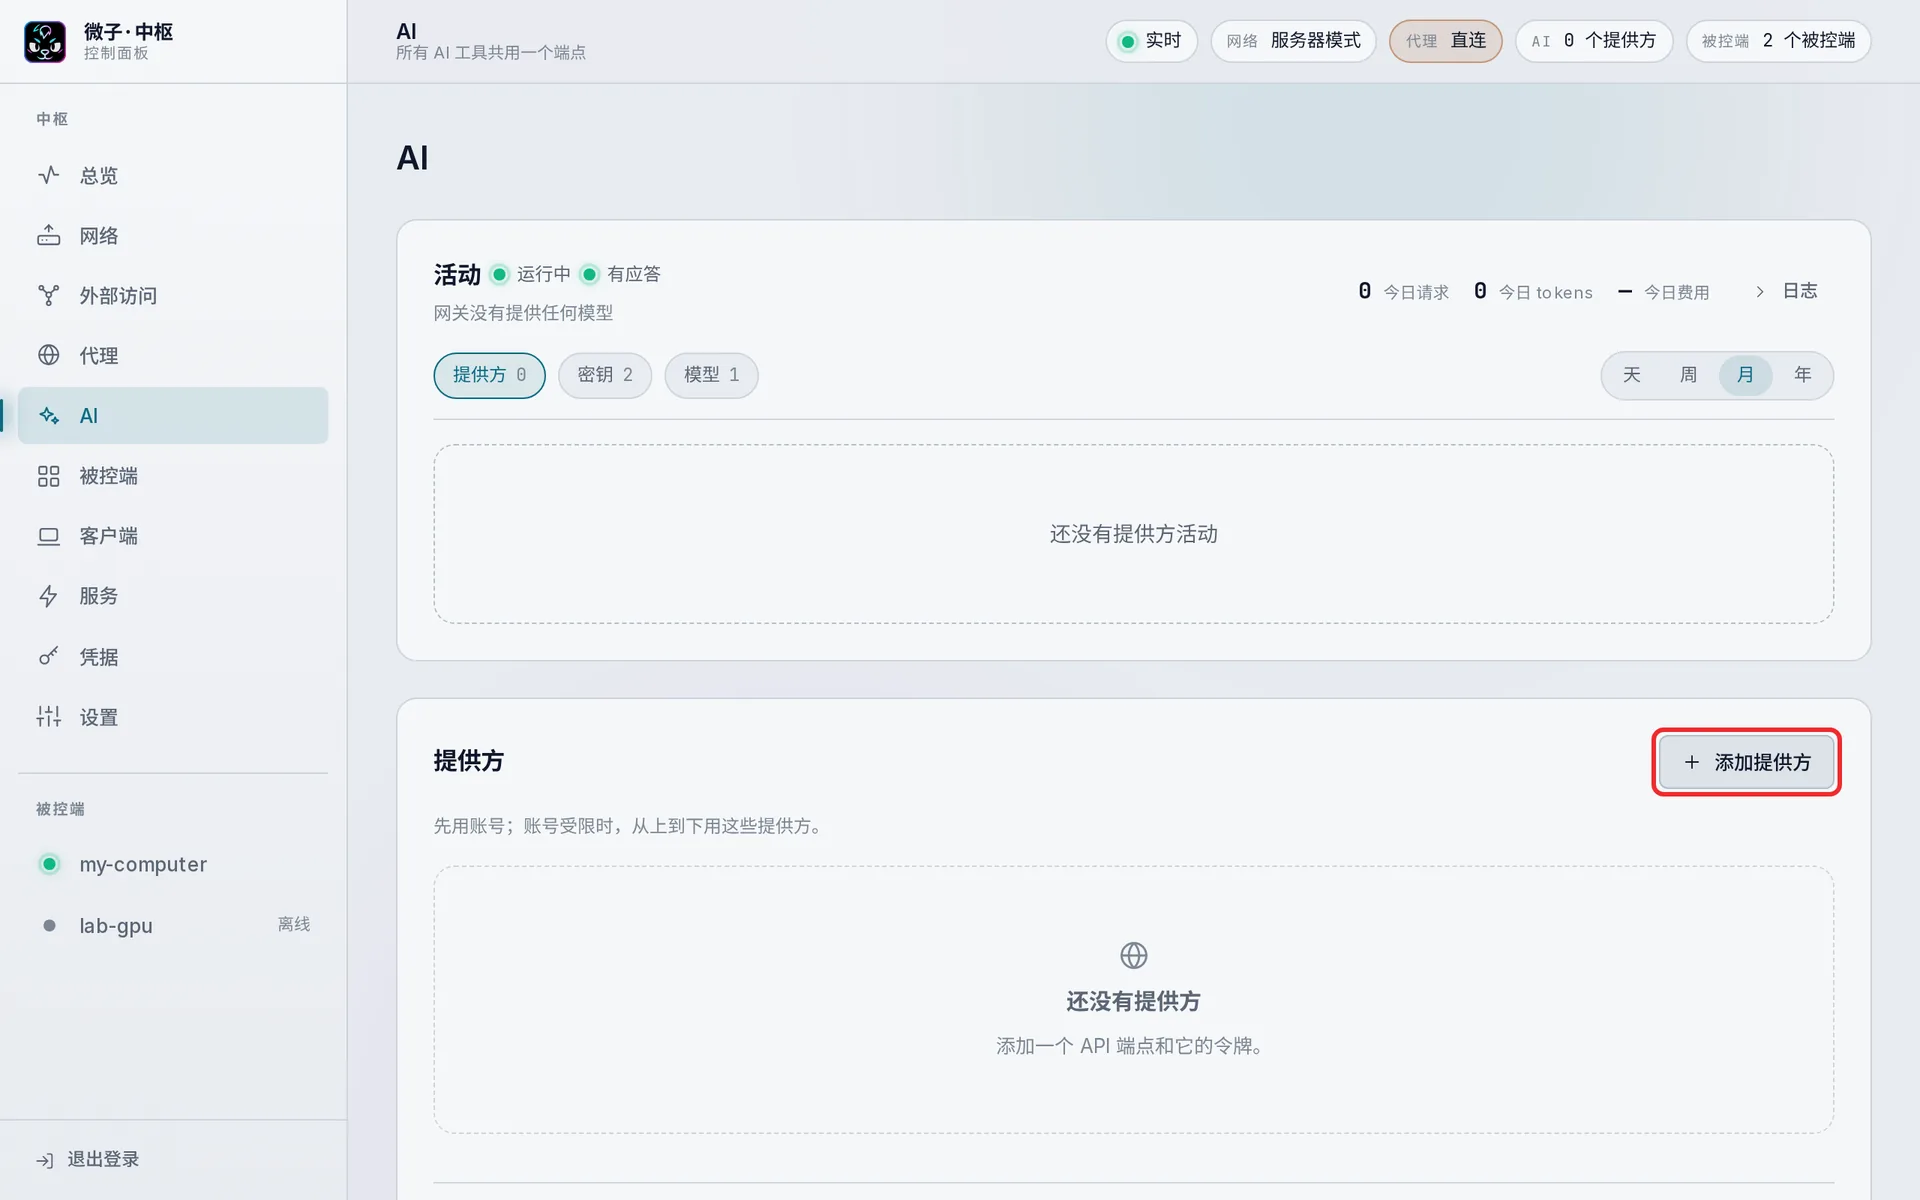 微子·中枢
控制面板
AI
所有 AI 工具共用一个端点
实时
网络 服务器模式
代理 直连
AI 0 个提供方
被控端 2 个被控端
中枢
总览
网络
外部访问
代理
AI
被控端
客户端
服务
凭据
设置
被控端
my-computer
lab-gpu 离线
退出登录
AI
活动 运行中 有应答
网关没有提供任何模型
0 今日请求 0 今日 tokens – 今日费用 日志
提供方 0 密钥 2 模型 1
天 周 月 年
还没有提供方活动
提供方
添加提供方
先用账号；账号受限时，从上到下用这些提供方。
还没有提供方
添加一个 API 端点和它的令牌。